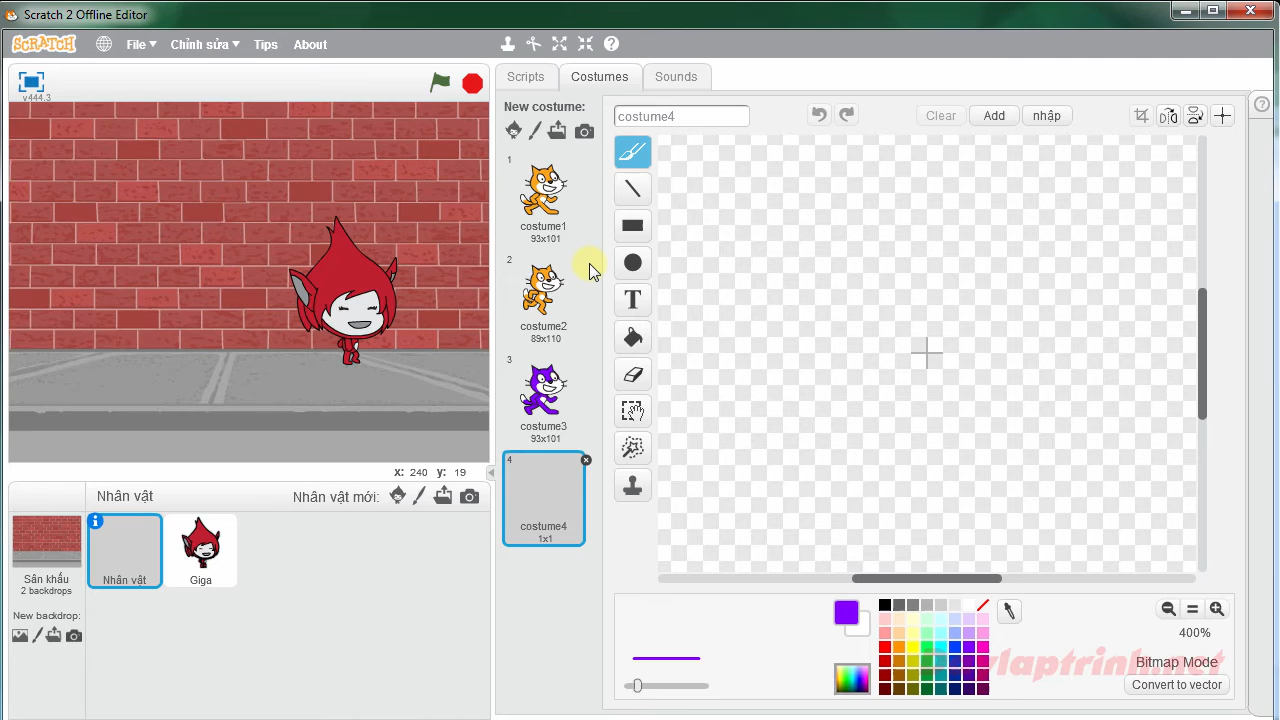 Scratch 2 Offline Editor
SCRATCH File Chỉnh sửa Tips About
v444.3
Scripts Costumes Sounds
New costume:
costume4 Clear Add nhập
1
costume1
93x101
2
costume2
89x110
3
costume3
93x101
4
costume4
1x1
T
X: 240 y: 19
Nhân vật Nhân vật mới:
Sân khấu
2 backdrops
New backdrop:
Nhân vật
Giga
400%
Bitmap Mode
Convert to vector